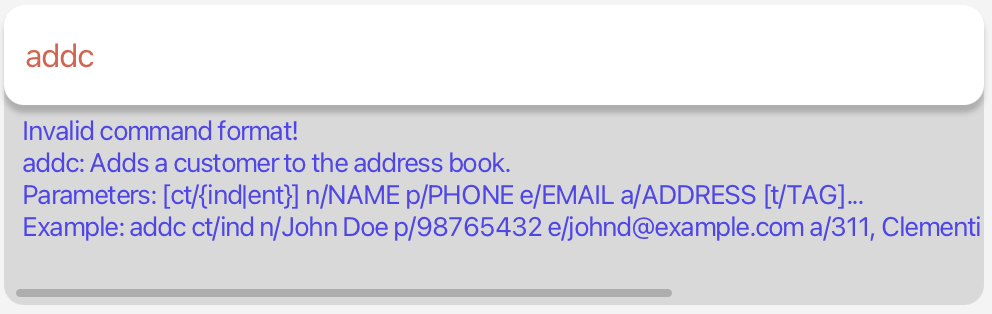 addc
Invalid command format!
addc: Adds a customer to the address book.
Parameters: [ct/{ind|ent}] n/NAME p/PHONE e/EMAIL a/ADDRESS [t/TAG]...
Example: addc ct/ind n/John Doe p/98765432 e/johnd@example.com a/311, Clementi